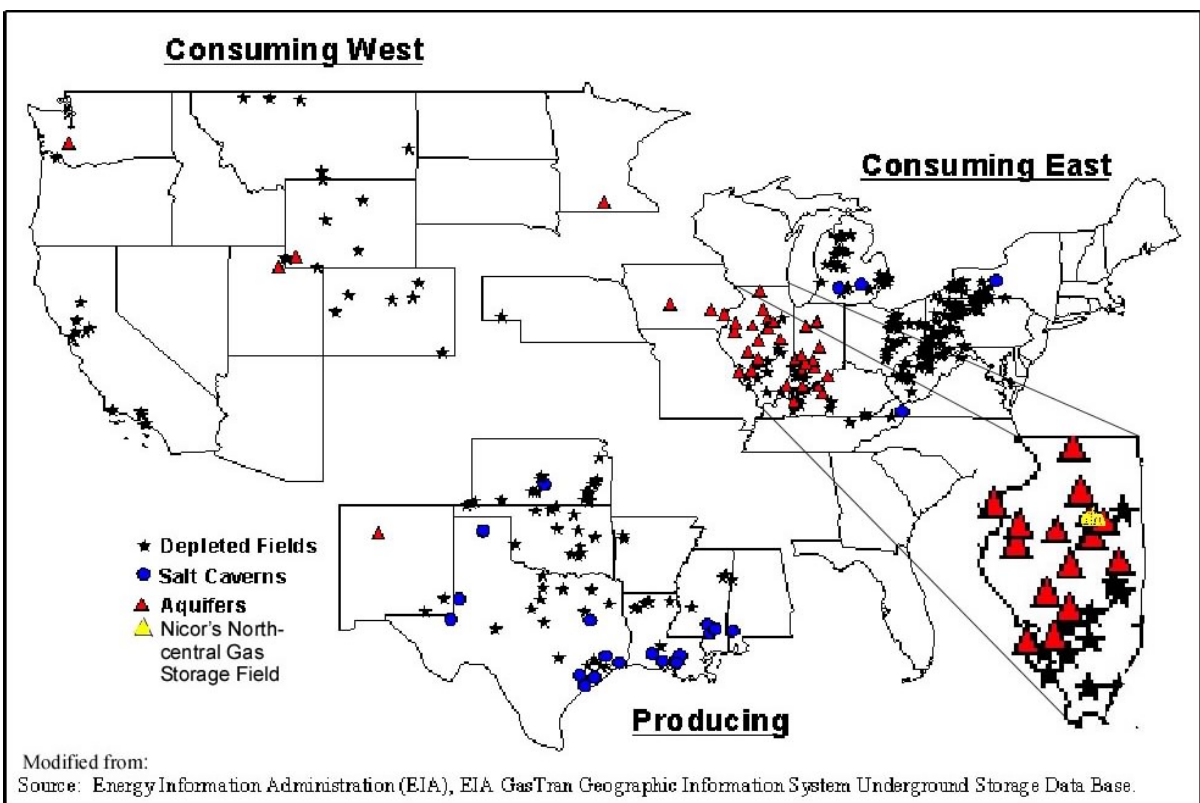 Consuming West
Consuming East
Depleted Fields
Salt Caverns
Aquifers
Nicor's North-
central Gas
Storage Field
Producing
Modified from:
Source: Energy Information Administration (EIA), EIA GasTran Geographic Information System Underground Storage Data Base.